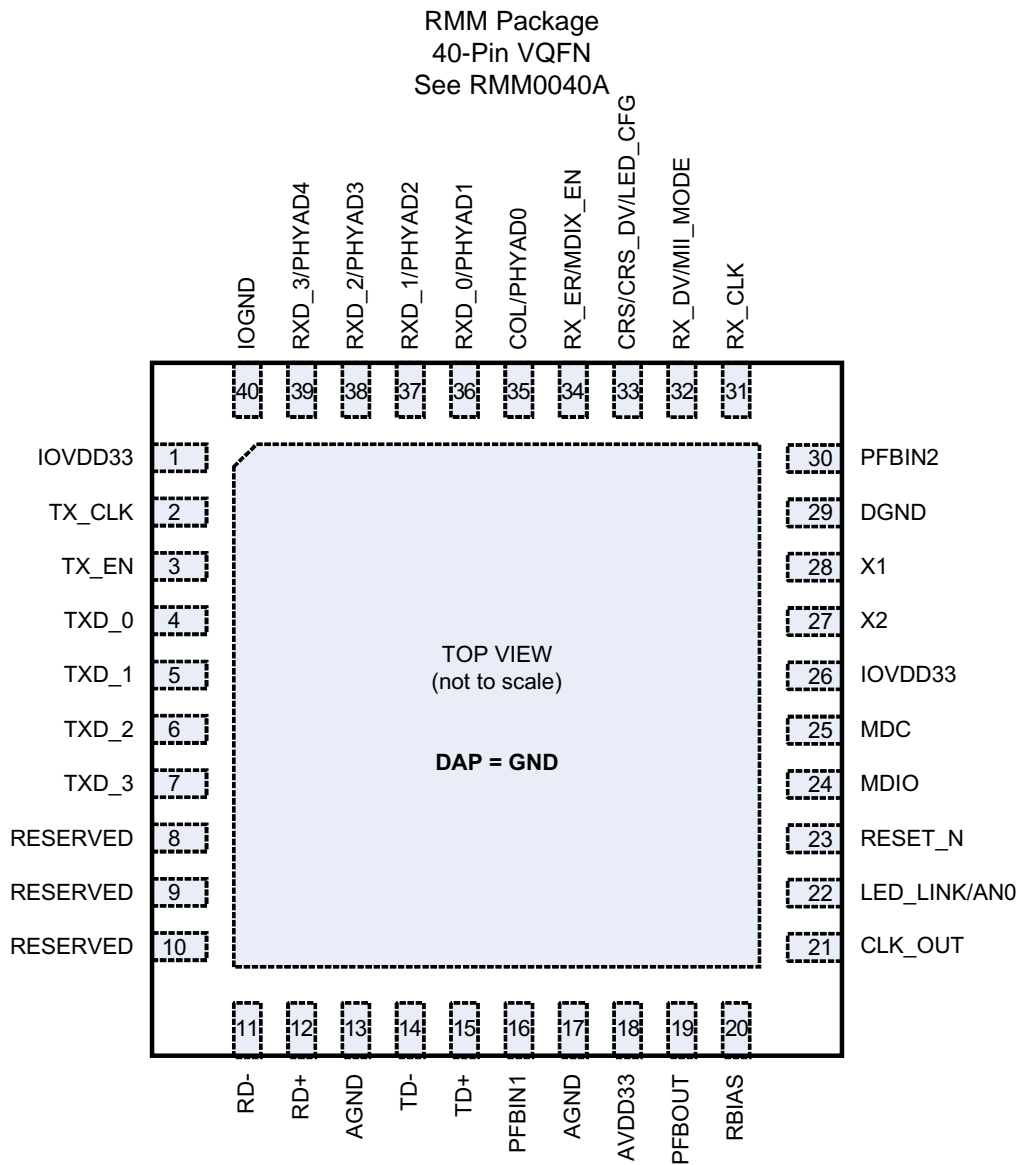 RMM Package
40-Pin VQFN
See RMM0040A
IOGND
RXD_3/PHYAD4
RXD_2/PHYAD3
RXD_1/PHYAD2
RXD_0/PHYAD1
COL/PHYAD0
RX_ER/MDIX_EN
CRS/CRS_DV/LED_CFG
RX_DV/MII_MODE
RX_CLK
40 39 38 37 36 35 34 33 32 31
IOVDD33 1
TX_CLK 2
TX_EN 3
TXD_0 4
TXD_1 5
TXD_2 6
TXD_3 7
RESERVED 8
RESERVED 9
RESERVED 10
TOP VIEW
(not to scale)
DAP = GND
30 PFBIN2
29 DGND
28 X1
27 X2
26 IOVDD33
25 MDC
24 MDIO
23 RESET_N
22 LED_LINK/AN0
21 CLK_OUT
11 12 13 14 15 16 17 18 19 20
RD-
RD+
AGND
TD-
TD+
PFBIN1
AGND
AVDD33
PFBOUT
RBIAS